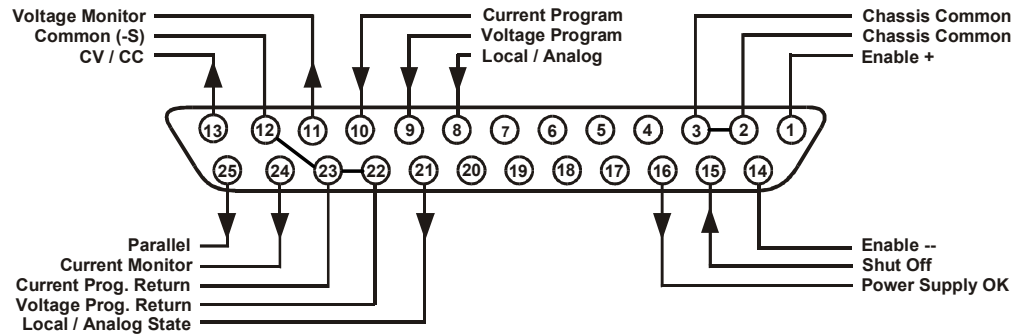 Voltage Monitor
Common (-S)
CV / CC
Current Program
Voltage Program
Local / Analog
Chassis Common
Chassis Common
Enable +
13 12 11 10 9 8 7 6 5 4 3 2 1
25 24 23 22 21 20 19 18 17 16 15 14
Parallel
Current Monitor
Current Prog. Return
Voltage Prog. Return
Local / Analog State
Enable --
Shut Off
Power Supply OK